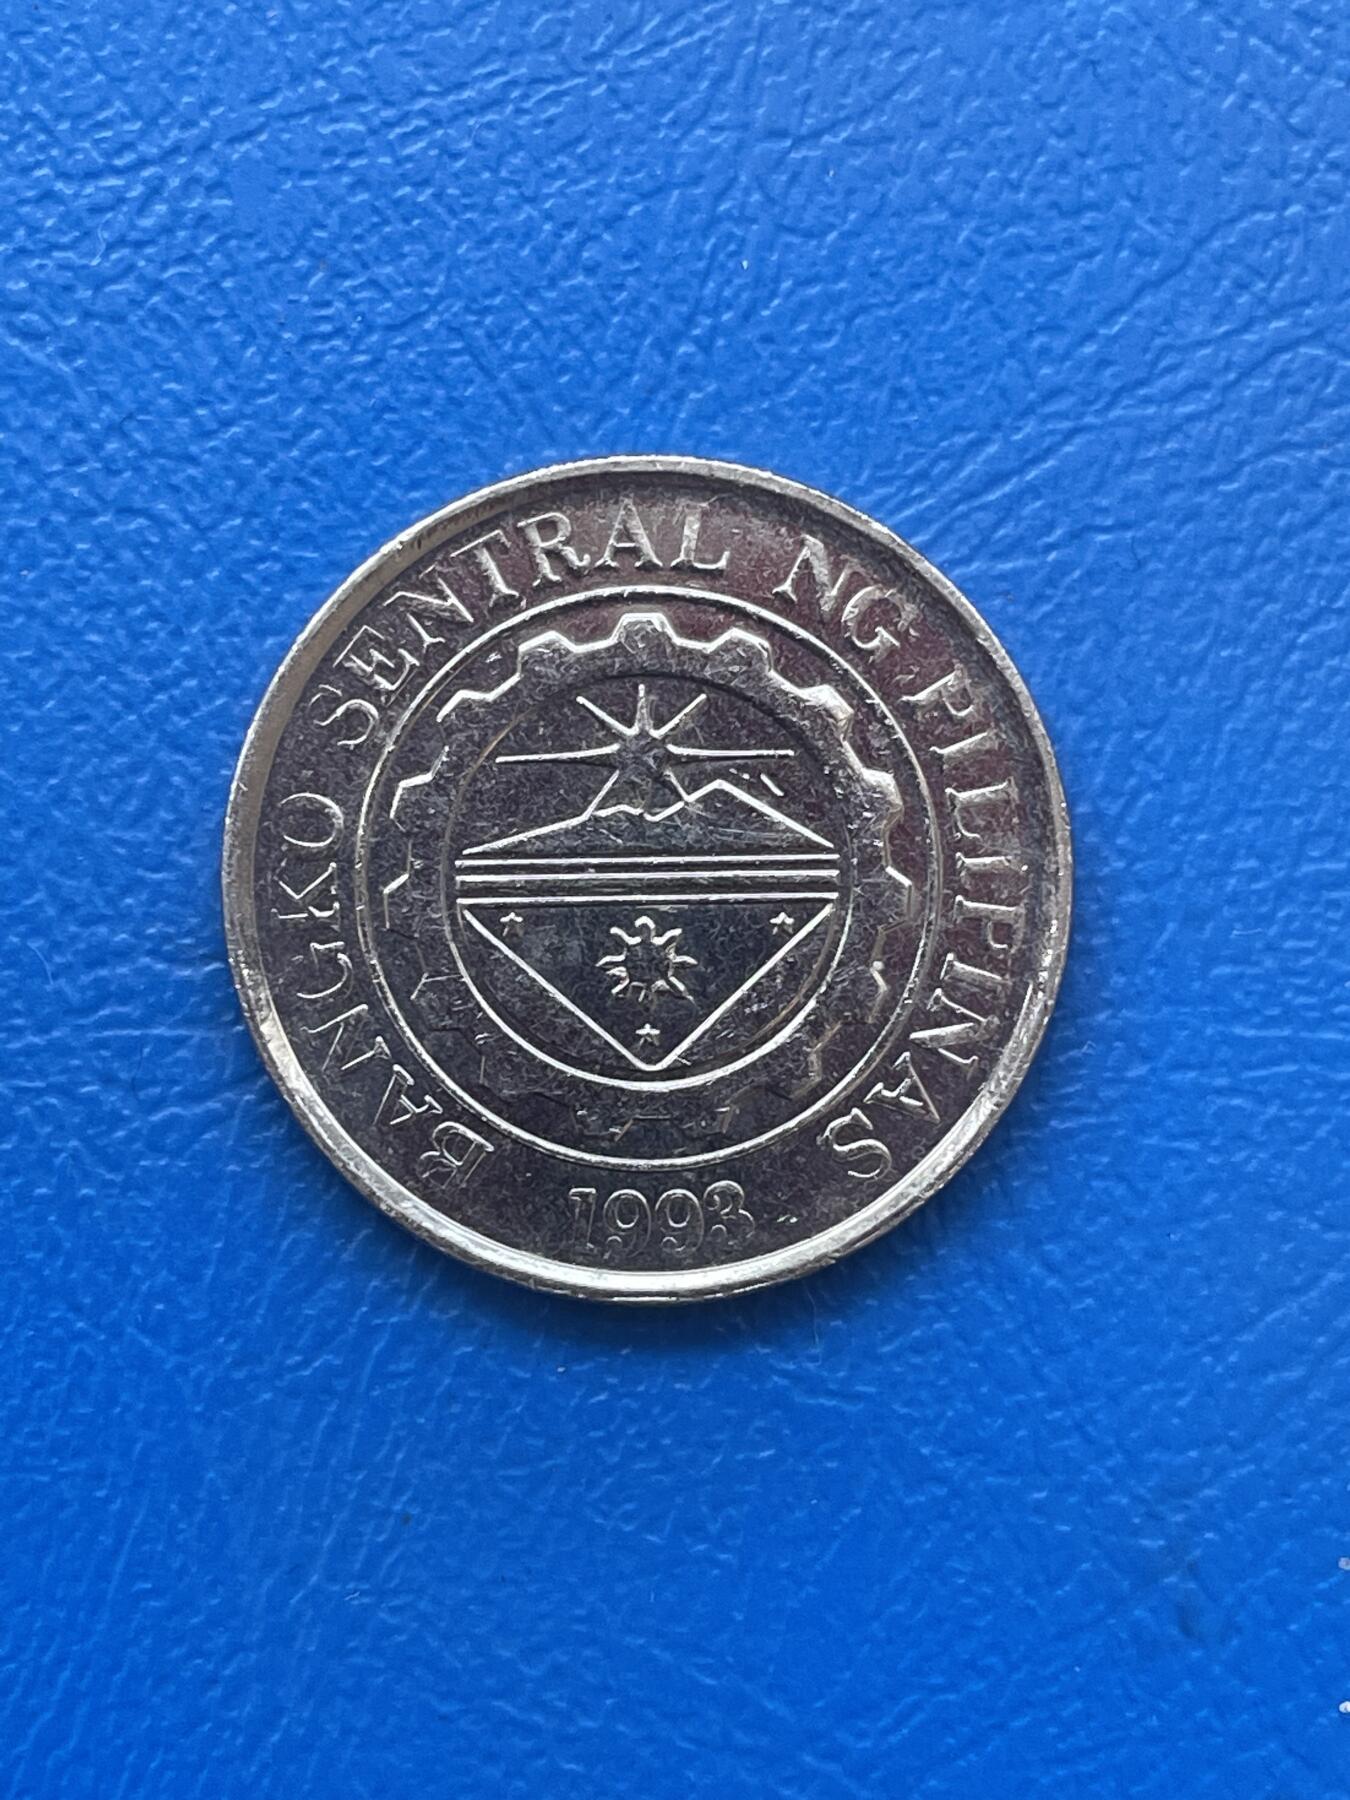 BANGKO SENTRAL NG PILIPINAS
1993